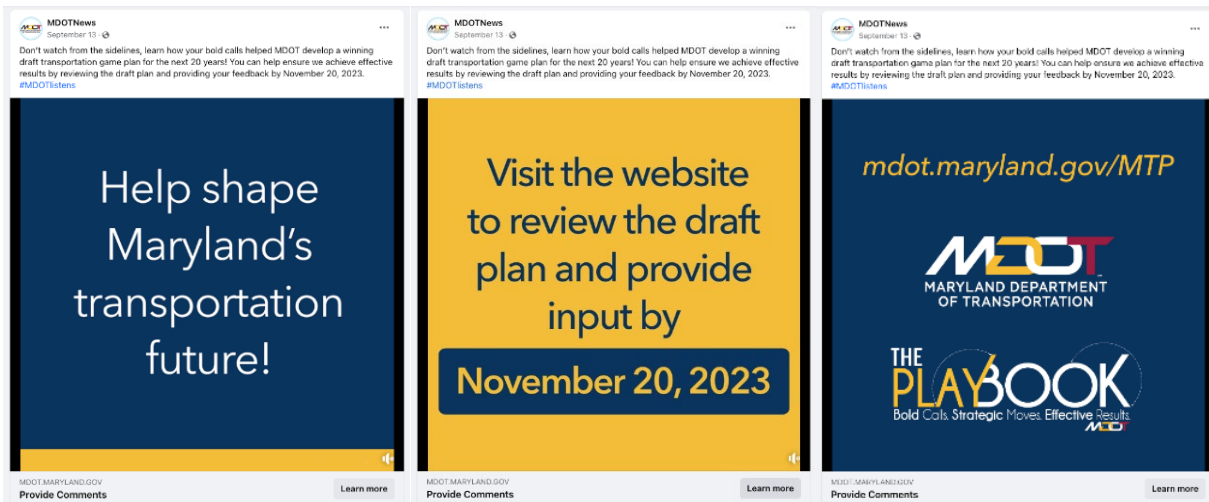 MDOTNews
September 13 ·
Don't watch from the sidelines, learn how your bold calls helped MDOT develop a winning
draft transportation game plan for the next 20 years! You can help ensure we achieve effective
results by reviewing the draft plan and providing your feedback by November 20, 2023.
#MDOTlistens
Help shape
Maryland's
transportation
future!
MDOT.MARYLAND.GOV
Provide Comments
Learn more
MDOTNews
September 13 ·
Don't watch from the sidelines, learn how your bold calls helped MDOT develop a winning
draft transportation game plan for the next 20 years! You can help ensure we achieve effective
results by reviewing the draft plan and providing your feedback by November 20, 2023.
#MDOTlistens
Visit the website
to review the draft
plan and provide
input by
November 20, 2023
MDOT.MARYLAND.GOV
Provide Comments
Learn more
MDOTNews
September 13 ·
Don't watch from the sidelines, learn how your bold calls helped MDOT develop a winning
draft transportation game plan for the next 20 years! You can help ensure we achieve effective
results by reviewing the draft plan and providing your feedback by November 20, 2023.
#MDOTlistens
mdot.maryland.gov/MTP
MDOT
MARYLAND DEPARTMENT
OF TRANSPORTATION
THE
PLAYBOOK
Bold Calls. Strategic Moves. Effective Results.
MDOT
MDOT.MARYLAND.GOV
Provide Comments
Learn more